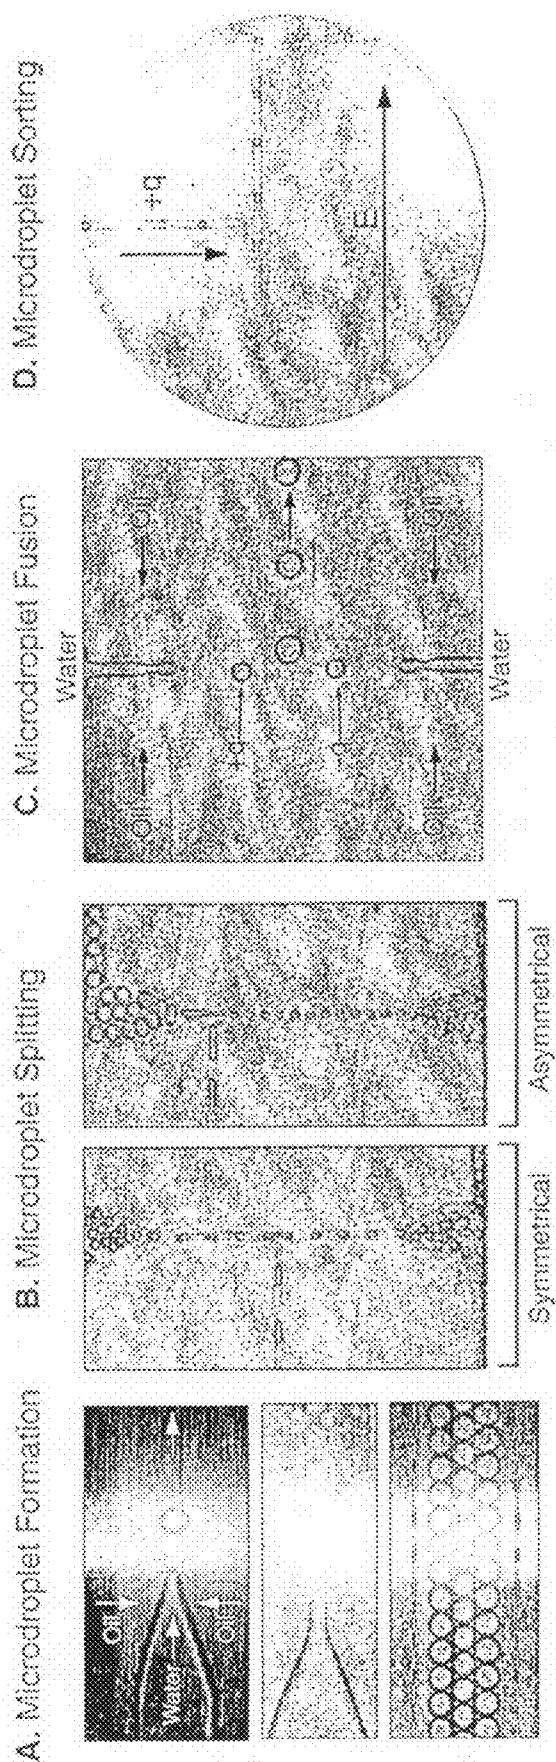 A. Microdroplet Formation
Oil
Water
Oil
B. Microdroplet Splitting
Symmetrical
Asymmetrical
C. Microdroplet Fusion
Water
Oil
Oil
+q
-q
Oil
Oil
Water
D. Microdroplet Sorting
+q
E